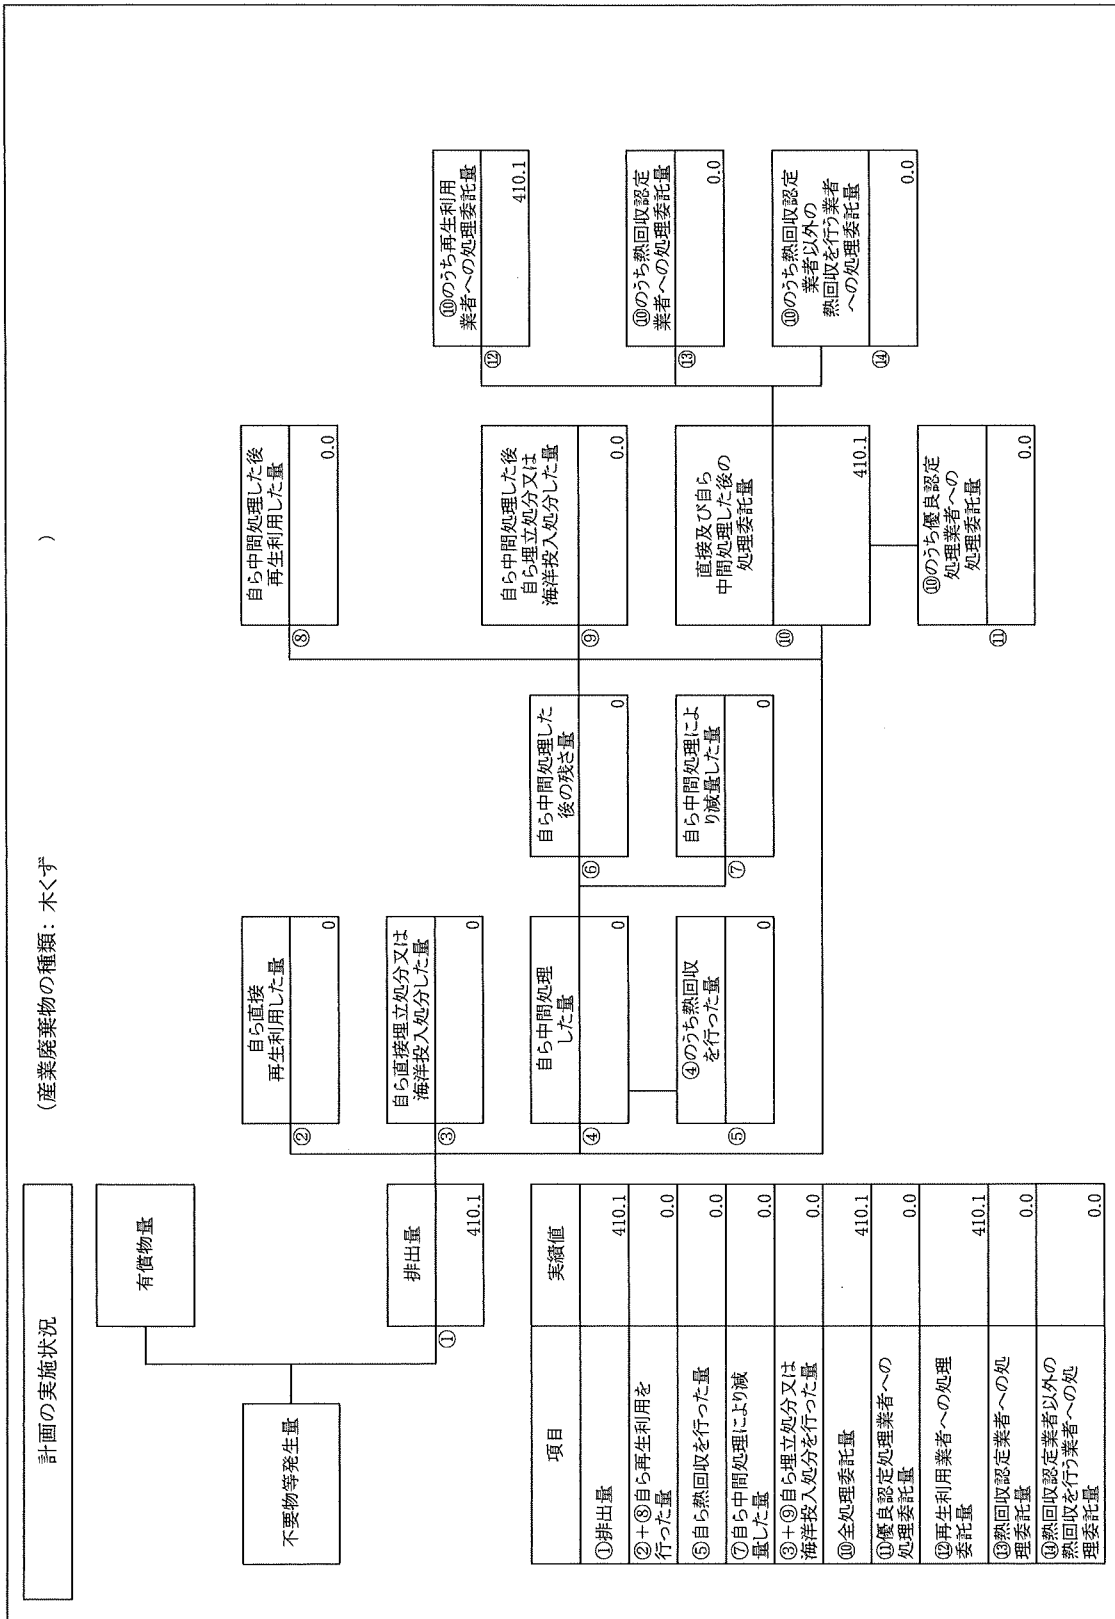 計画の実施状況
(産業廃棄物の種類：木くず　　　)
不要物等発生量
有償物量
①
排出量
410.1
②
自ら直接
再生利用した量
0
③
自ら直接埋立処分又は
海洋投入処分した量
0
④
自ら中間処理
した量
0
⑤
④のうち熱回収
を行った量
0
⑥
自ら中間処理した
後の残さ量
0
⑦
自ら中間処理によ
り減量した量
0
⑧
自ら中間処理した後
再生利用した量
0.0
⑨
自ら中間処理した後
自ら埋立処分又は
海洋投入処分した量
0.0
⑩
直接及び自ら
中間処理した後の
処理委託量
410.1
⑪
⑩のうち優良認定
処理業者への
処理委託量
0.0
⑫
⑩のうち再生利用
業者への処理委託量
410.1
⑬
⑩のうち熱回収認定
業者への処理委託量
0.0
⑭
⑩のうち熱回収認定
業者以外の
熱回収を行う業者
への処理委託量
0.0
項目 実績値
①排出量 410.1
②+⑧自ら再生利用を
行った量 0.0
⑤自ら熱回収を行った量 0.0
⑦自ら中間処理により減
量した量 0.0
③+⑨自ら埋立処分又は
海洋投入処分を行った量 0.0
⑩全処理委託量 410.1
⑪優良認定処理業者への
処理委託量 0.0
⑫再生利用業者への処理
委託量 410.1
⑬熱回収認定業者への処
理委託量 0.0
⑭熱回収認定業者以外の
熱回収を行う業者への処
理委託量 0.0